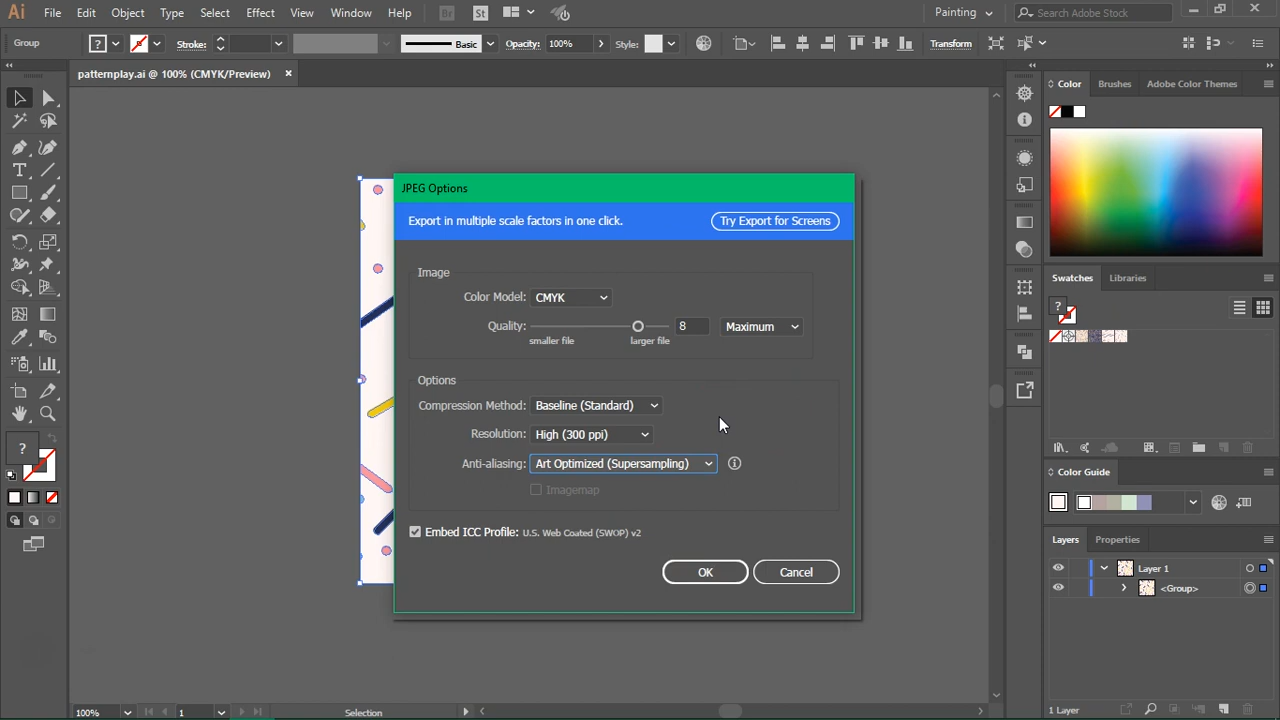 Ai File Edit Object Type Select Effect View Window Help Br St Painting Search Adobe Stock
Group ? Stroke: Basic Opacity: 100% Style: Transform
patternplay.ai @ 100% (CMYK/Preview)
Color Brushes Adobe Color Themes
JPEG Options
Export in multiple scale factors in one click. Try Export for Screens
Image
Color Model: CMYK
Quality: 8 Maximum
smaller file larger file
Options
Compression Method: Baseline (Standard)
Resolution: High (300 ppi)
Anti-aliasing: Art Optimized (Supersampling)
Imagemap
Embed ICC Profile: U.S. Web Coated (SWOP) v2
OK Cancel
Swatches Libraries
?
Color Guide
Layers Properties
Layer 1
<Group>
1 Layer
?
100% 1 Selection